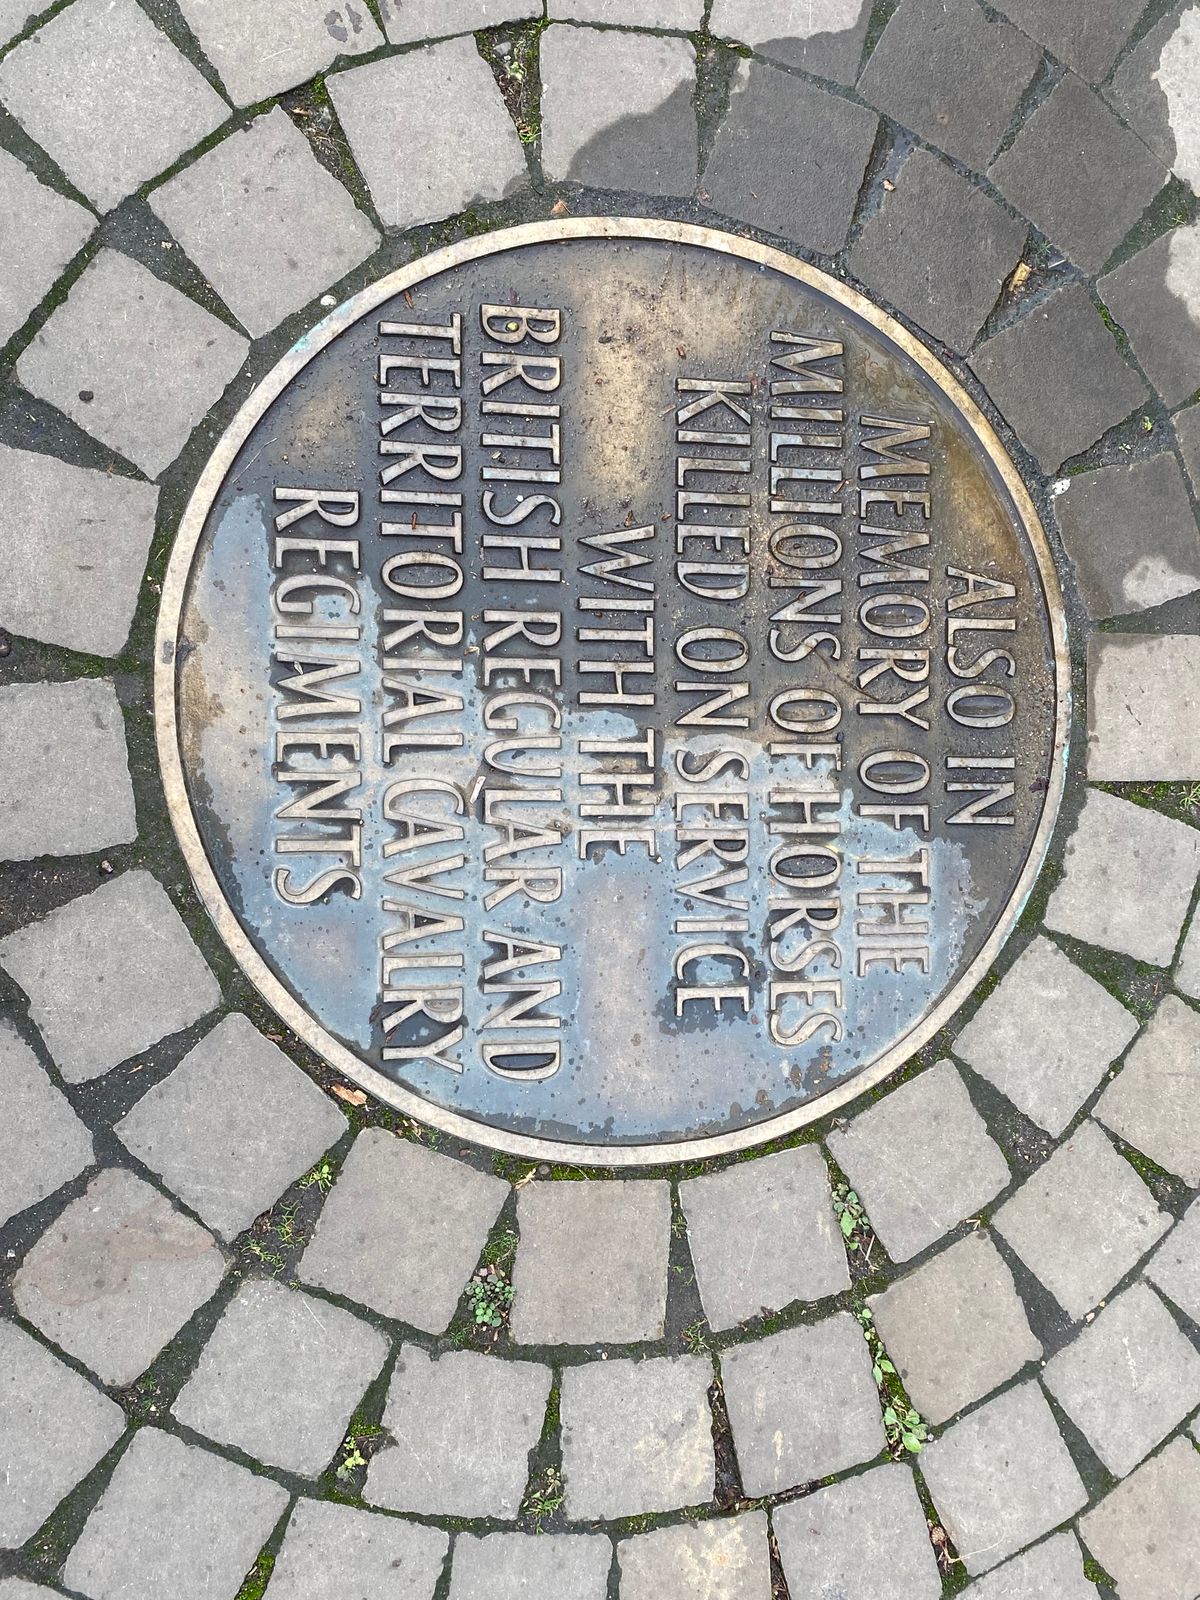 ALSO IN
MEMORY OF THE
MILLIONS OF HORSES
KILLED ON SERVICE
WITH THE
BRITISH REGULAR AND
TERRITORIAL CAVALRY
REGIMENTS